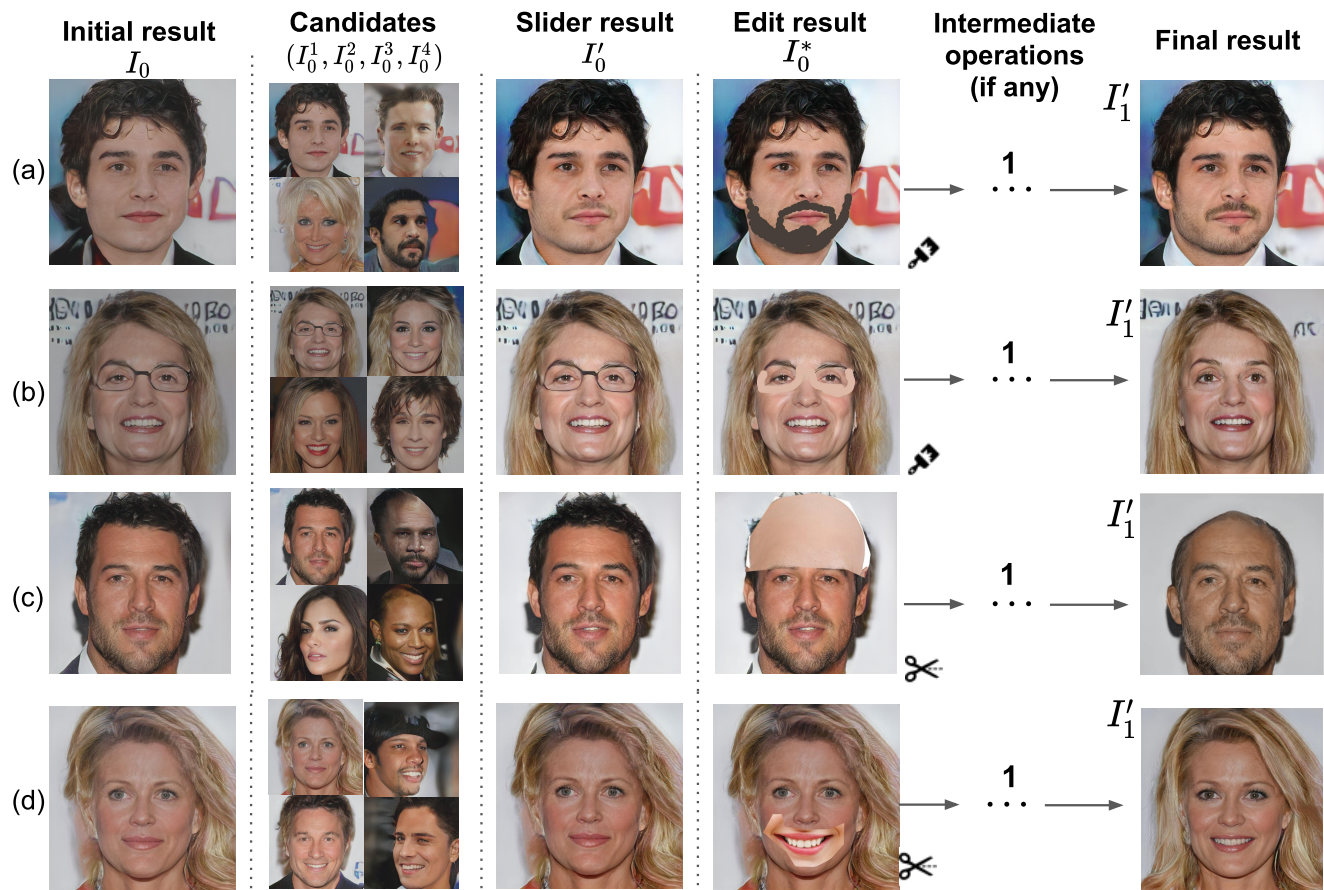 Initial result
I₀
Candidates
(I₀¹, I₀², I₀³, I₀⁴)
Slider result
I₀′
Edit result
I₀*
Intermediate
operations
(if any)
Final result
(a)
1
...
I₁′
(b)
1
...
I₁′
(c)
1
...
I₁′
(d)
1
...
I₁′